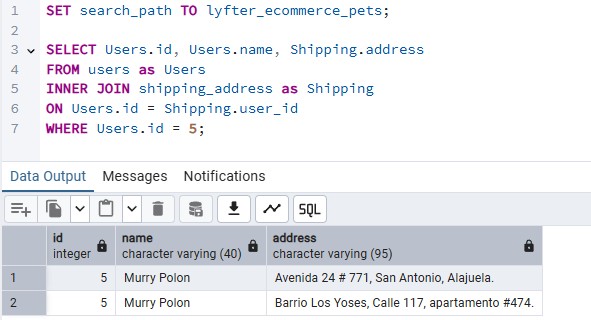 1 SET search_path TO lyfter_ecommerce_pets;
2
3 SELECT Users.id, Users.name, Shipping.address
4 FROM users as Users
5 INNER JOIN shipping_address as Shipping
6 ON Users.id = Shipping.user_id
7 WHERE Users.id = 5;
Data Output Messages Notifications
SQL
id name address
integer character varying (40) character varying (95)
1 5 Murry Polon Avenida 24 # 771, San Antonio, Alajuela.
2 5 Murry Polon Barrio Los Yoses, Calle 117, apartamento #474.